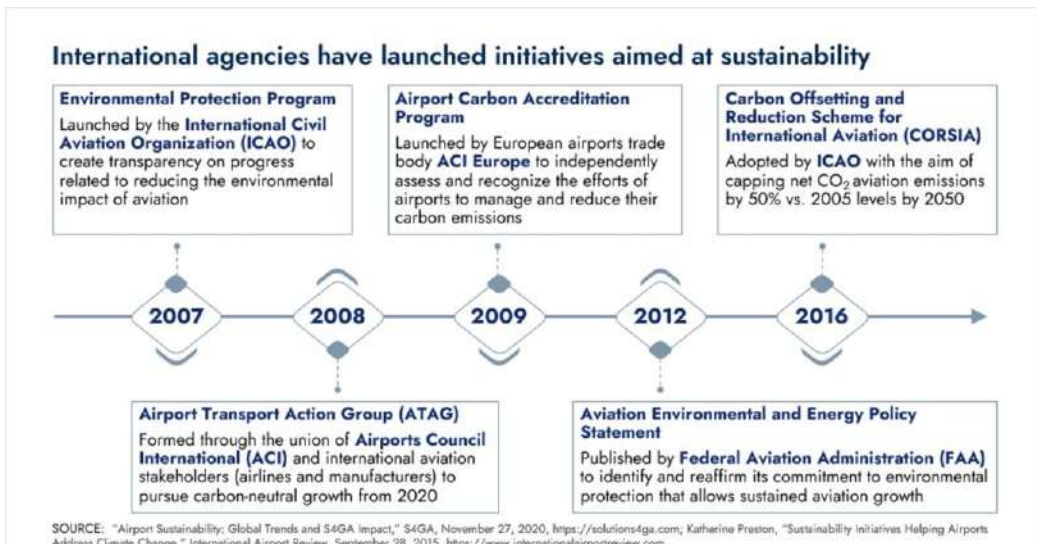 International agencies have launched initiatives aimed at sustainability
Environmental Protection Program
Launched by the International Civil
Aviation Organization (ICAO) to
create transparency on progress
related to reducing the environmental
impact of aviation
Airport Carbon Accreditation
Program
Launched by European airports trade
body ACI Europe to independently
assess and recognize the efforts of
airports to manage and reduce their
carbon emissions
Carbon Offsetting and
Reduction Scheme for
International Aviation (CORSIA)
Adopted by ICAO with the aim of
capping net CO₂ aviation emissions
by 50% vs. 2005 levels by 2050
2007
2008
2009
2012
2016
Airport Transport Action Group (ATAG)
Formed through the union of Airports Council
International (ACI) and international aviation
stakeholders (airlines and manufacturers) to
pursue carbon-neutral growth from 2020
Aviation Environmental and Energy Policy
Statement
Published by Federal Aviation Administration (FAA)
to identify and reaffirm its commitment to environmental
protection that allows sustained aviation growth
SOURCE: "Airport Sustainability: Global Trends and S4GA Impact," S4GA, November 27, 2020, https://solutions4ga.com; Katherine Preston, "Sustainability Initiatives Helping Airports
Address Climate Change," International Airport Review, September 28, 2015, https://www.internationalairportreview.com